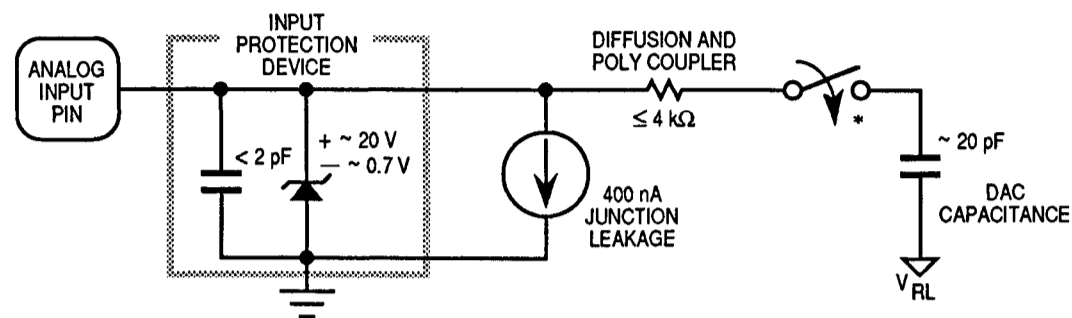 INPUT
PROTECTION
DEVICE
ANALOG
INPUT
PIN
< 2 pF
+ ~ 20 V
— ~ 0.7 V
400 nA
JUNCTION
LEAKAGE
DIFFUSION AND
POLY COUPLER
≤ 4 kΩ
*
~ 20 pF
DAC
CAPACITANCE
VRL